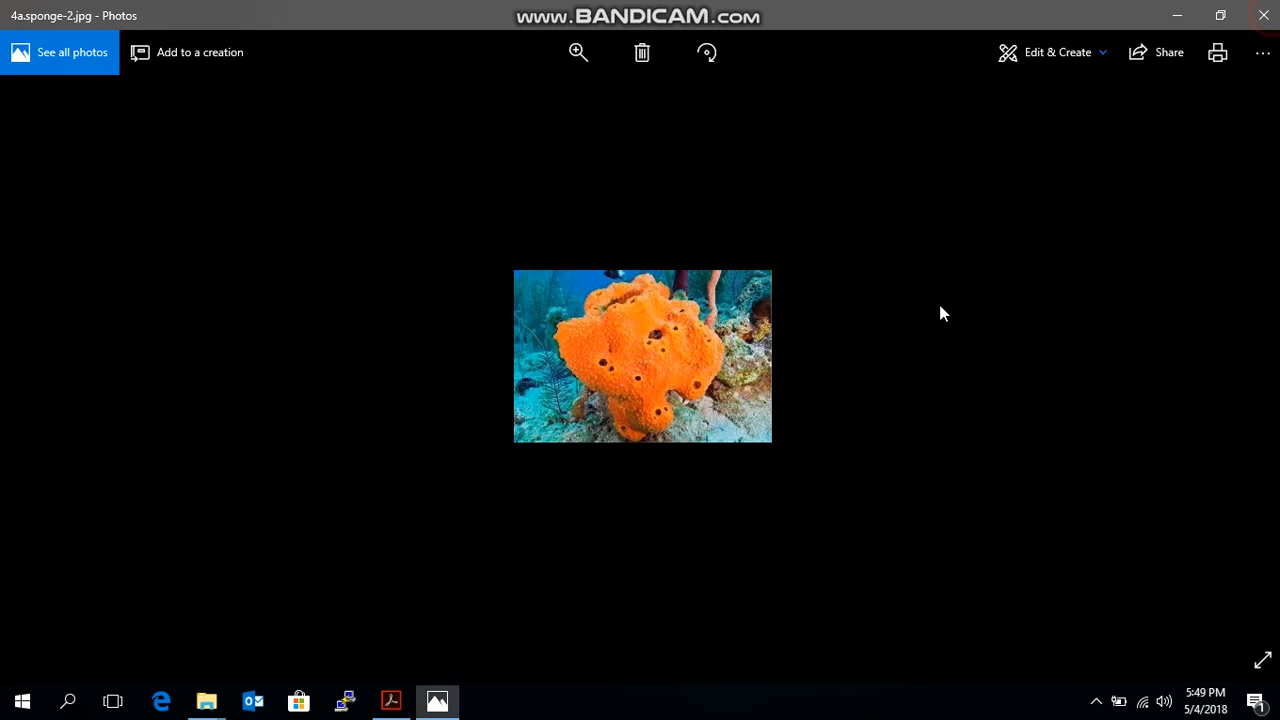 4a.sponge-2.jpg - Photos
www.BANDICAM.com
See all photos
Add to a creation
Edit & Create
Share
5:49 PM
5/4/2018
1